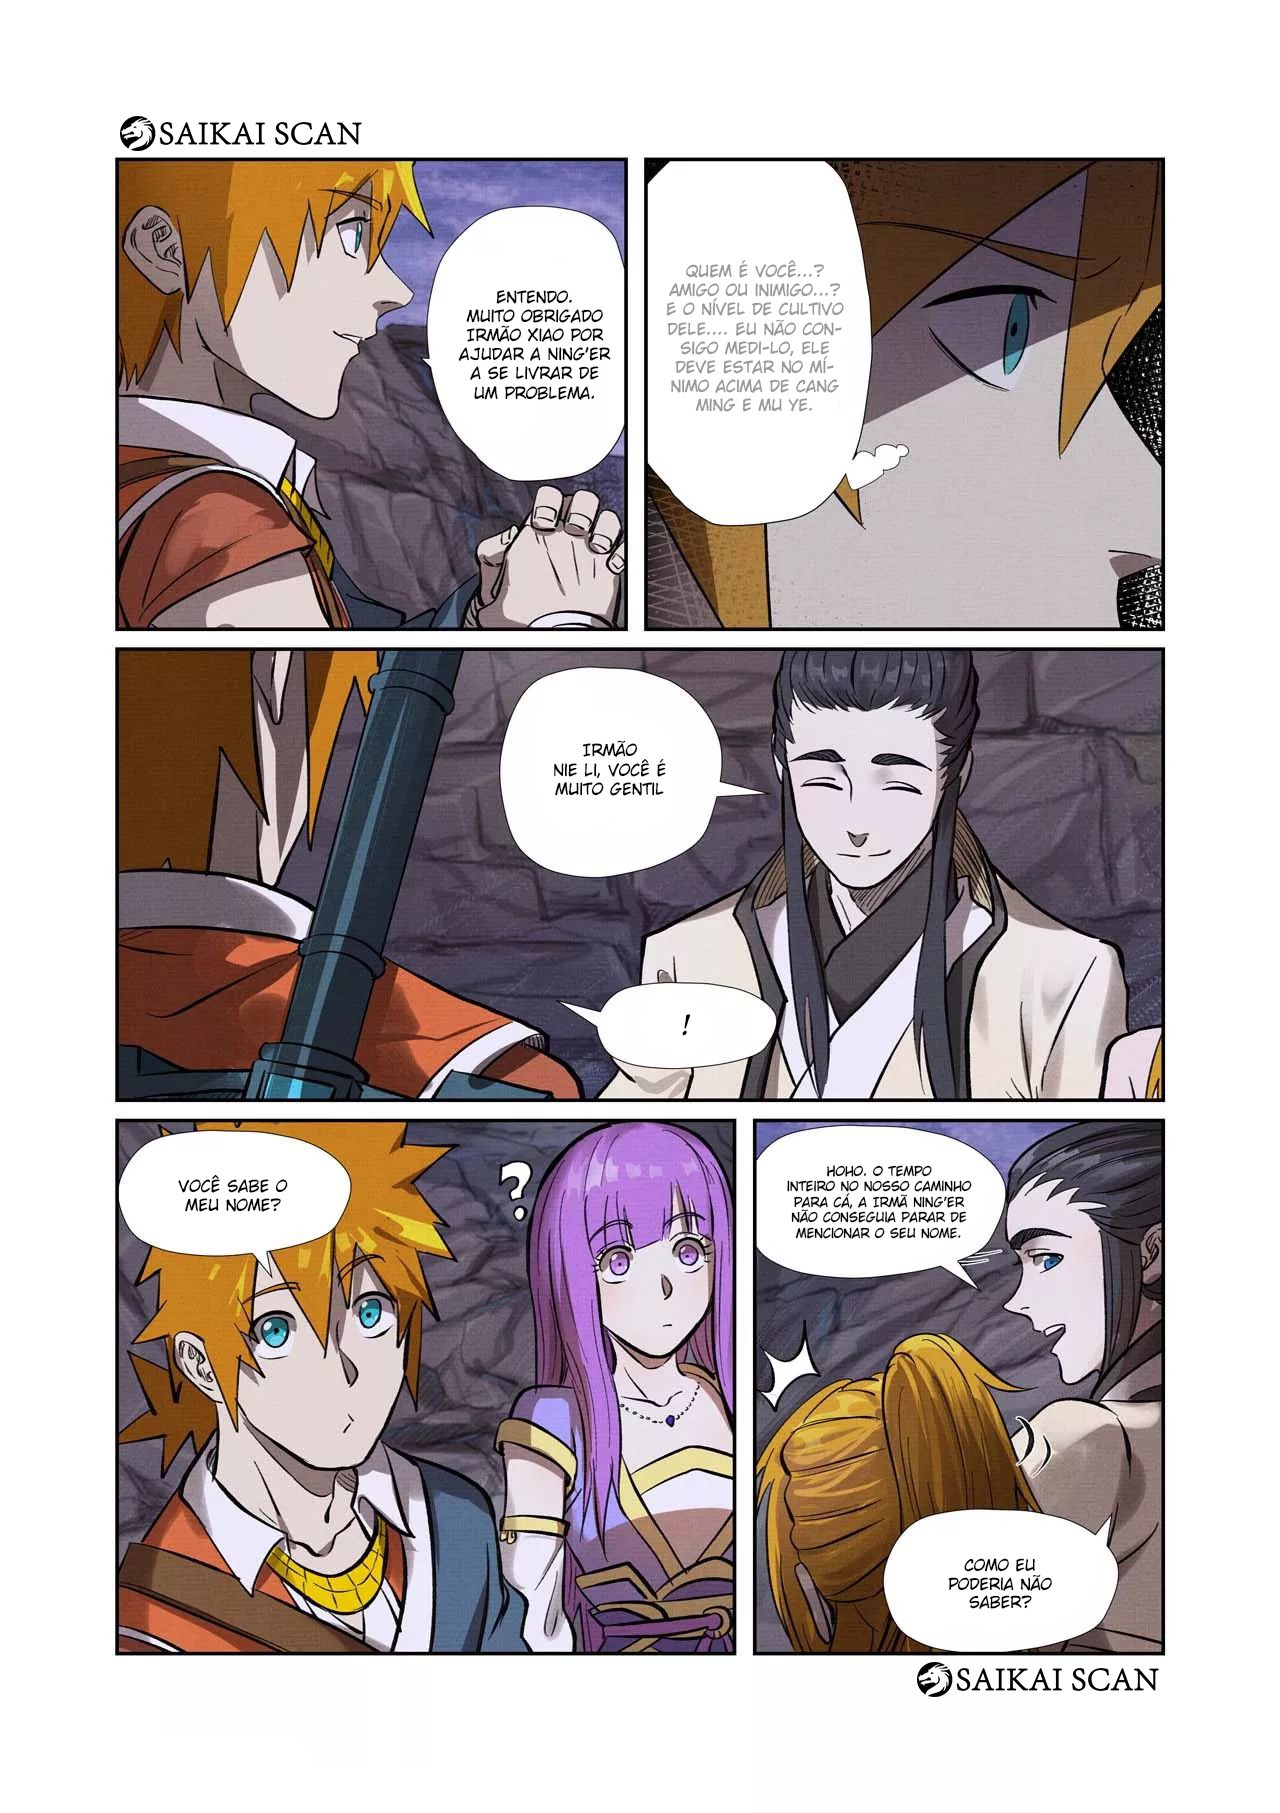 SAIKAI SCAN
ENTENDO.
MUITO OBRIGADO
IRMÃO XIAO POR
AJUDAR A NING'ER
A SE LIVRAR DE
UM PROBLEMA.
QUEM É VOCÊ...?
AMIGO OU INIMIGO...?
E O NÍVEL DE CULTIVO
DELE.... EU NÃO CON-
SIGO MEDI-LO, ELE
DEVE ESTAR NO MÍ-
NIMO ACIMA DE CANG
MING E MU YE.
IRMÃO
NIE LI, VOCÊ É
MUITO GENTIL
!
VOCÊ SABE O
MEU NOME?
?
HOHO. O TEMPO
INTEIRO NO NOSSO CAMINHO
PARA CÁ, A IRMÃ NING'ER
NÃO CONSEGUIA PARAR DE
MENCIONAR O SEU NOME.
COMO EU
PODERIA NÃO
SABER?
SAIKAI SCAN